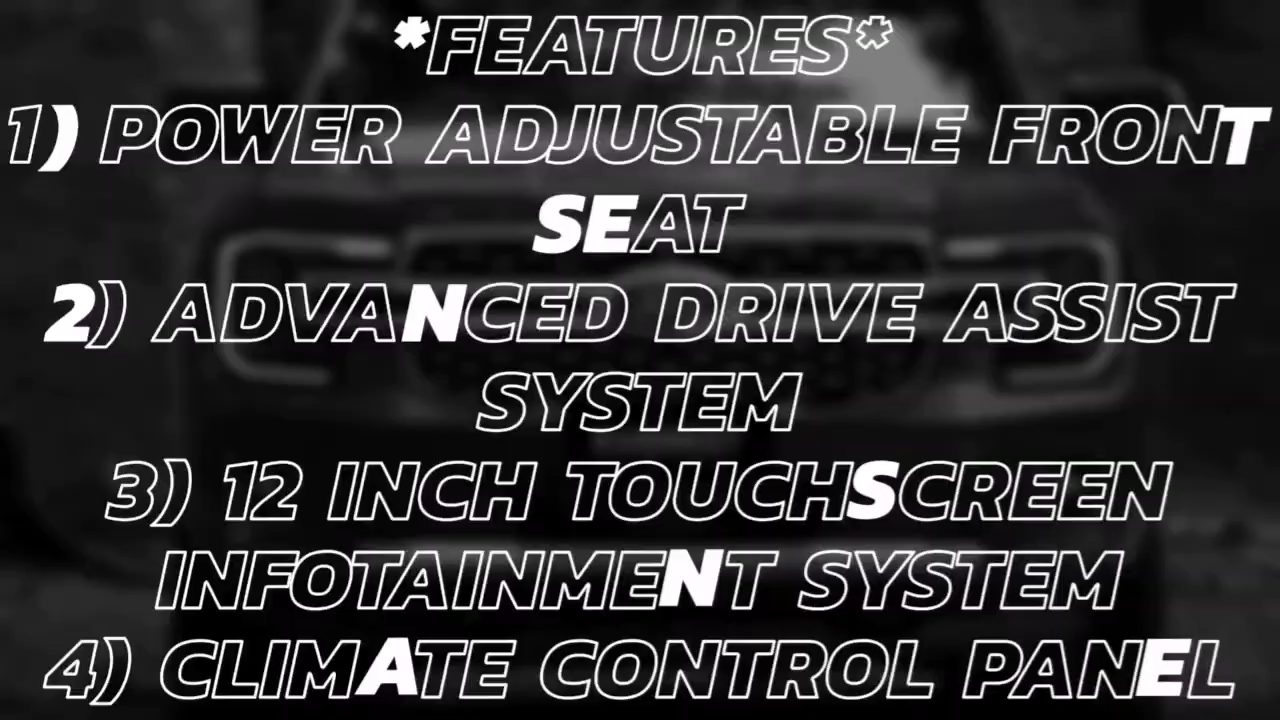 *FEATURES*
1) POWER ADJUSTABLE FRONT
SEAT
2) ADVANCED DRIVE ASSIST
SYSTEM
3) 12 INCH TOUCHSCREEN
INFOTAINMENT SYSTEM
4) CLIMATE CONTROL PANEL